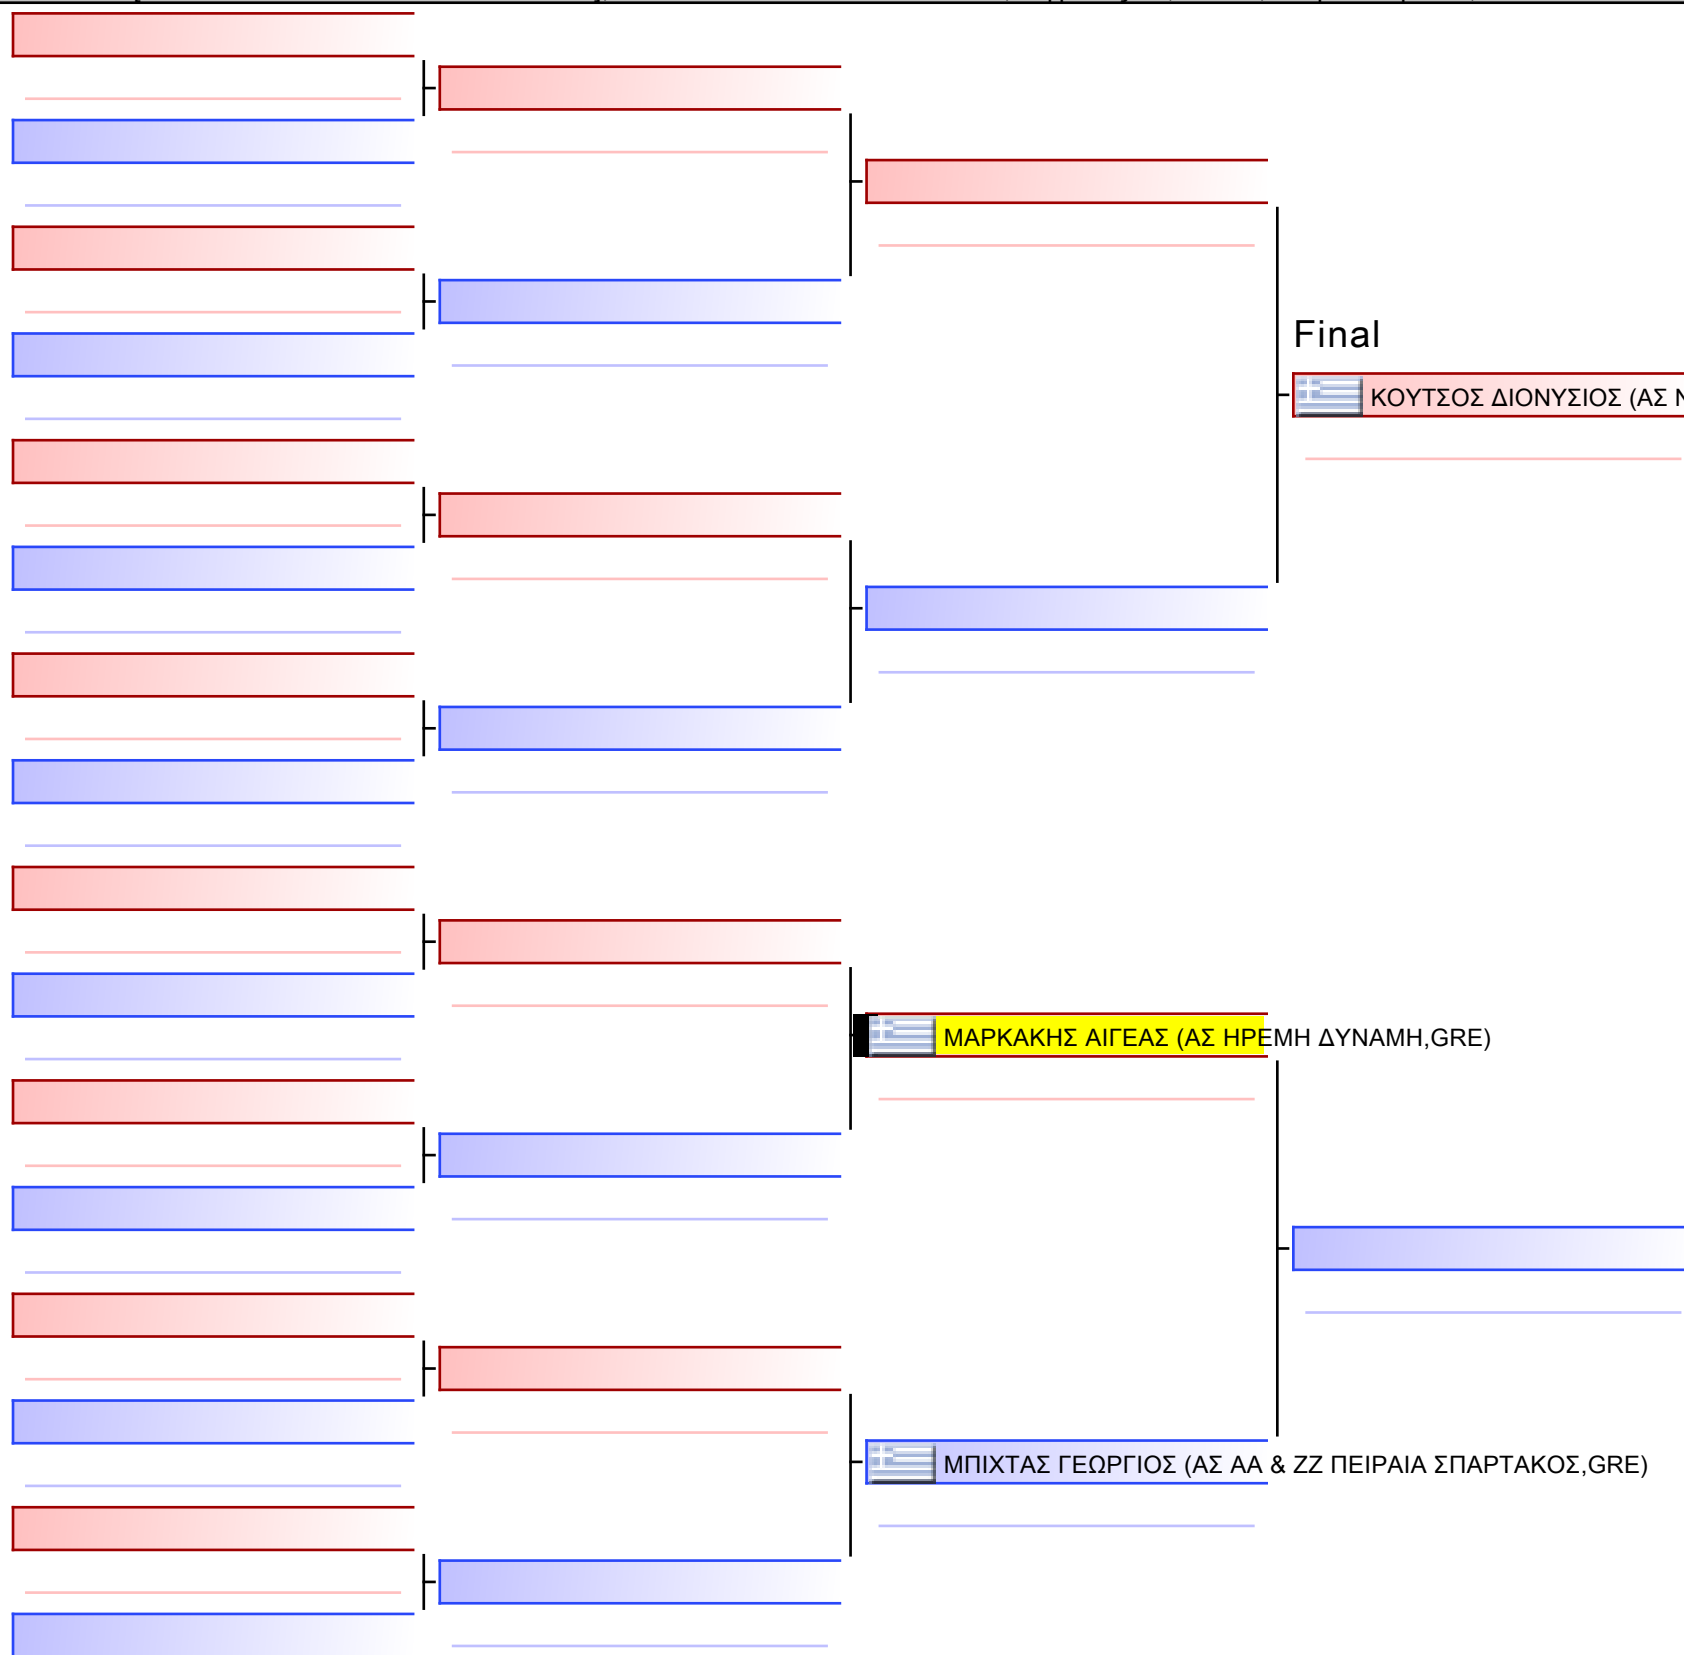 Final
ΚΟΥΤΣΟΣ ΔΙΟΝΥΣΙΟΣ (ΑΣ
ΜΑΡΚΑΚΗΣ ΑΙΓΕΑΣ (ΑΣ ΗΡΕΜΗ ΔΥΝΑΜΗ,GRE)
ΜΠΙΧΤΑΣ ΓΕΩΡΓΙΟΣ (ΑΣ ΑΑ & ΖΖ ΠΕΙΡΑΙΑ ΣΠΑΡΤΑΚΟΣ,GRE)